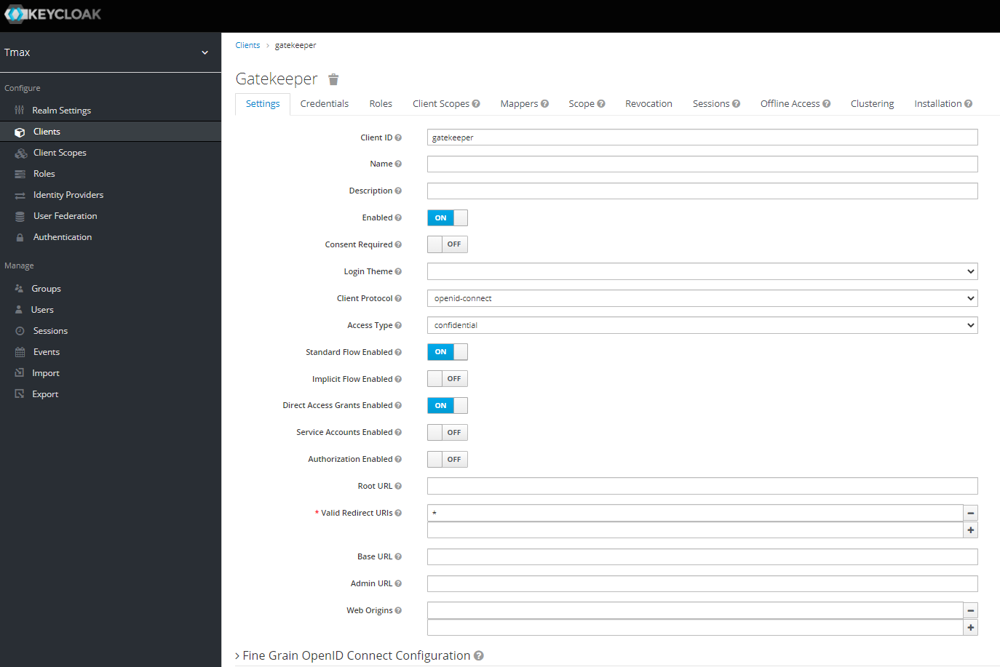 KEYCLOAK
Tmax
Configure
Realm Settings
Clients
Client Scopes
Roles
Identity Providers
User Federation
Authentication
Manage
Groups
Users
Sessions
Events
Import
Export
Clients > gatekeeper
Gatekeeper
Settings Credentials Roles Client Scopes ? Mappers ? Scope ? Revocation Sessions ? Offline Access ? Clustering Installation ?
Client ID ? gatekeeper
Name ?
Description ?
Enabled ? ON
Consent Required ? OFF
Login Theme ?
Client Protocol ? openid-connect
Access Type ? confidential
Standard Flow Enabled ? ON
Implicit Flow Enabled ? OFF
Direct Access Grants Enabled ? ON
Service Accounts Enabled ? OFF
Authorization Enabled ? OFF
Root URL ?
* Valid Redirect URIs ? * −
+
Base URL ?
Admin URL ?
Web Origins ? −
+
> Fine Grain OpenID Connect Configuration ?